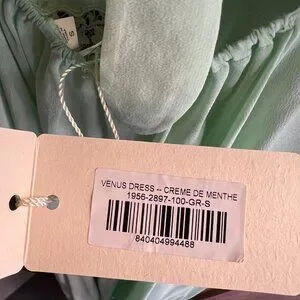 S
VENUS DRESS -- CREME DE MENTHE
1956-2897-100-GR-S
840404994488